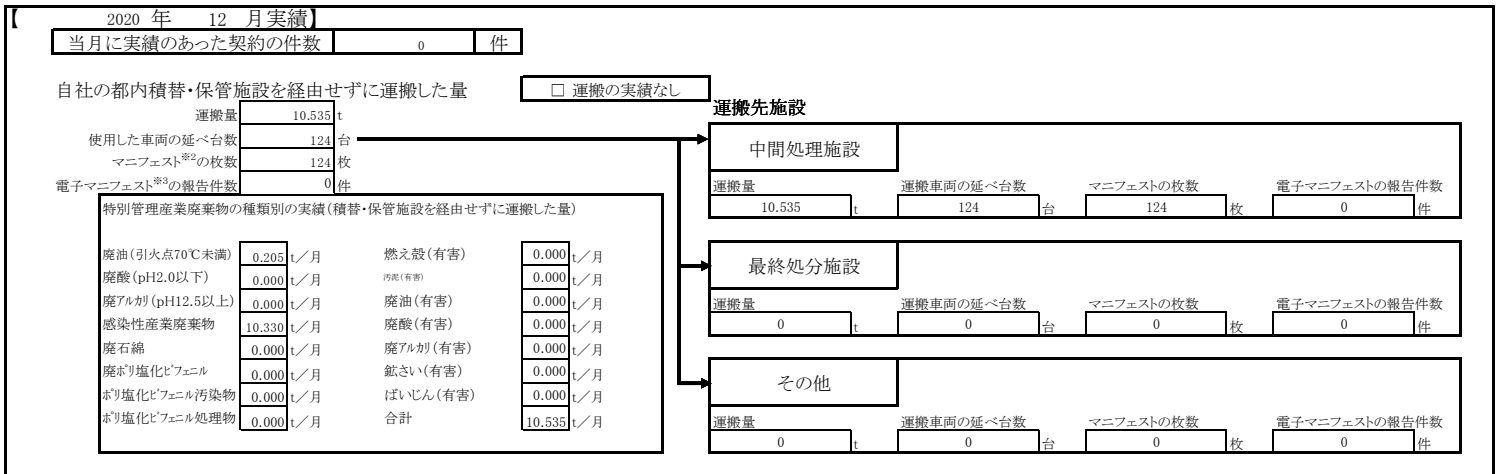 【 2020 年 12 月実績】
当月に実績のあった契約の件数 0 件
自社の都内積替・保管施設を経由せずに運搬した量 □ 運搬の実績なし
運搬量 10.535 t
使用した車両の延べ台数 124 台
マニフェスト※2の枚数 124 枚
電子マニフェスト※3の報告件数 0 件
特別管理産業廃棄物の種類別の実績(積替・保管施設を経由せずに運搬した量)
廃油(引火点70℃未満) 0.205 t/月 燃え殻(有害) 0.000 t/月
廃酸(pH2.0以下) 0.000 t/月 汚泥(有害) 0.000 t/月
廃アルカリ(pH12.5以上) 0.000 t/月 廃油(有害) 0.000 t/月
感染性産業廃棄物 10.330 t/月 廃酸(有害) 0.000 t/月
廃石綿 0.000 t/月 廃アルカリ(有害) 0.000 t/月
廃ポリ塩化ビフェニル 0.000 t/月 鉱さい(有害) 0.000 t/月
ポリ塩化ビフェニル汚染物 0.000 t/月 ばいじん(有害) 0.000 t/月
ポリ塩化ビフェニル処理物 0.000 t/月 合計 10.535 t/月
運搬先施設
中間処理施設
運搬量 運搬車両の延べ台数 マニフェストの枚数 電子マニフェストの報告件数
10.535 t 124 台 124 枚 0 件
最終処分施設
運搬量 運搬車両の延べ台数 マニフェストの枚数 電子マニフェストの報告件数
0 t 0 台 0 枚 0 件
その他
運搬量 運搬車両の延べ台数 マニフェストの枚数 電子マニフェストの報告件数
0 t 0 台 0 枚 0 件